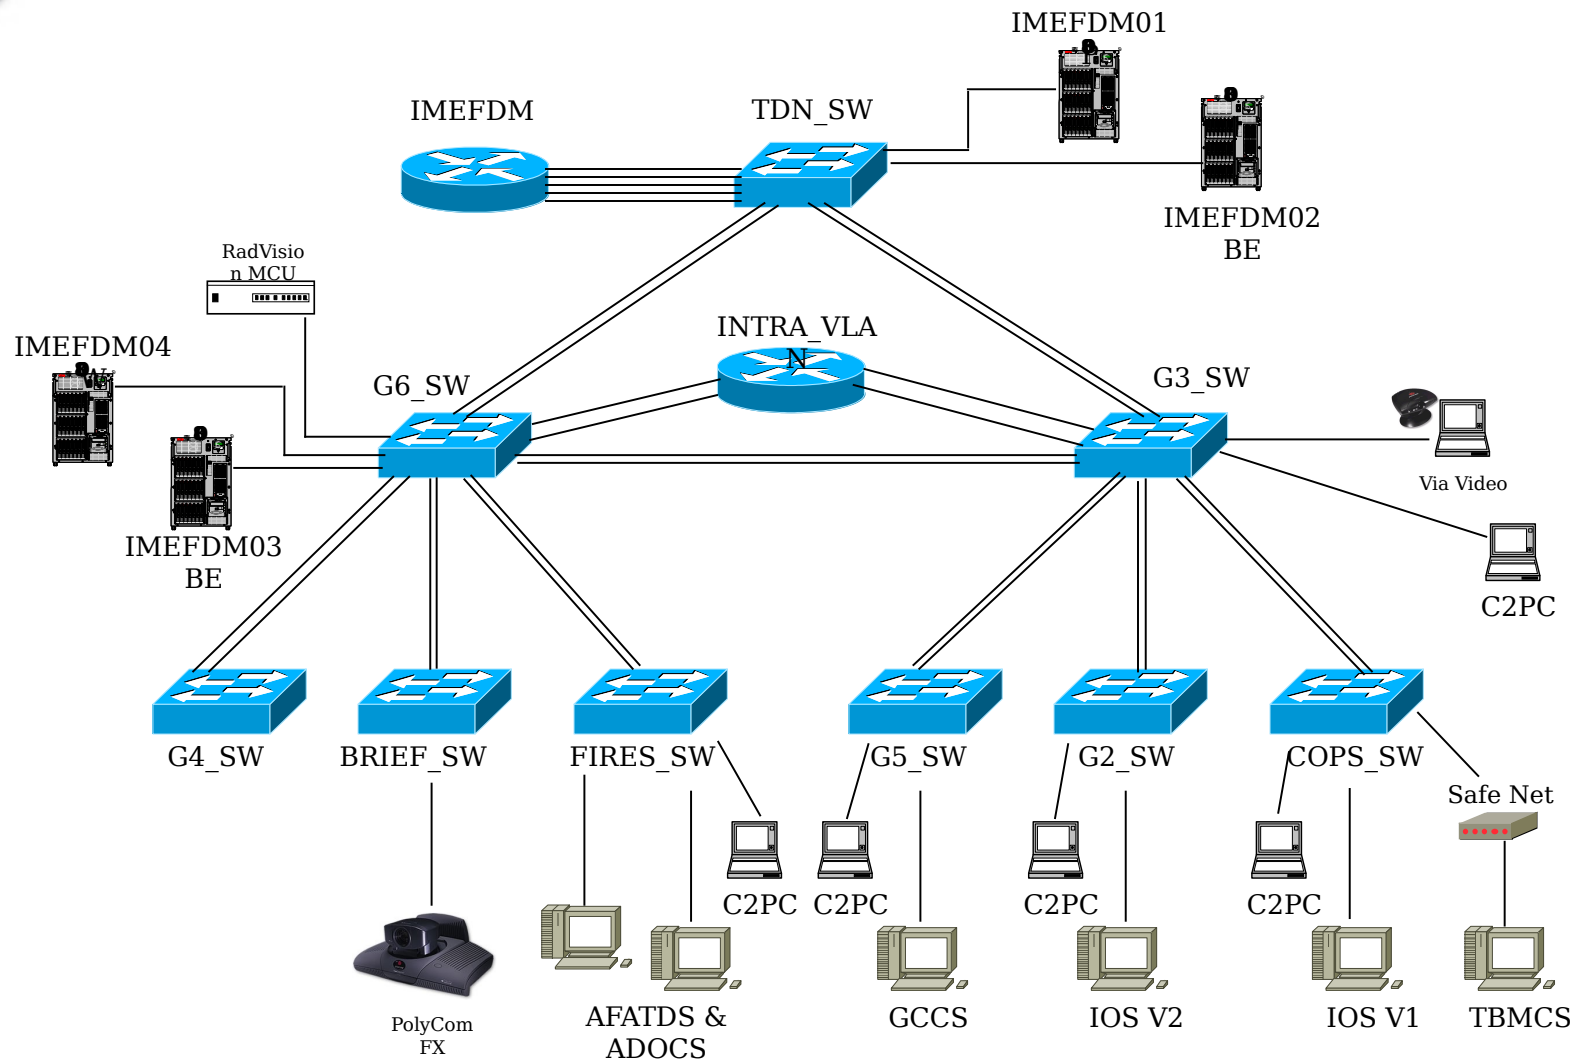 IMEFDM01
IMEFDM
TDN_SW
IMEFDM02
BE
RadVisio
n MCU
INTRA_VLA
N
IMEFDM04
G6_SW
G3_SW
Via Video
IMEFDM03
BE
C2PC
G4_SW
BRIEF_SW
FIRES_SW
G5_SW
G2_SW
COPS_SW
Safe Net
C2PC
C2PC
C2PC
C2PC
PolyCom
FX
AFATDS &
ADOCS
GCCS
IOS V2
IOS V1
TBMCS